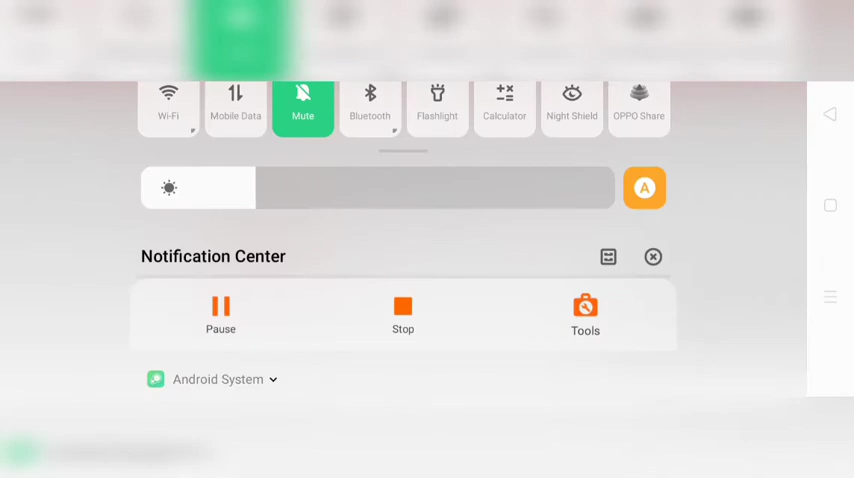 Wi-Fi Mobile Data Mute Bluetooth Flashlight Calculator Night Shield OPPO Share
A
Notification Center
Pause Stop Tools
Android System